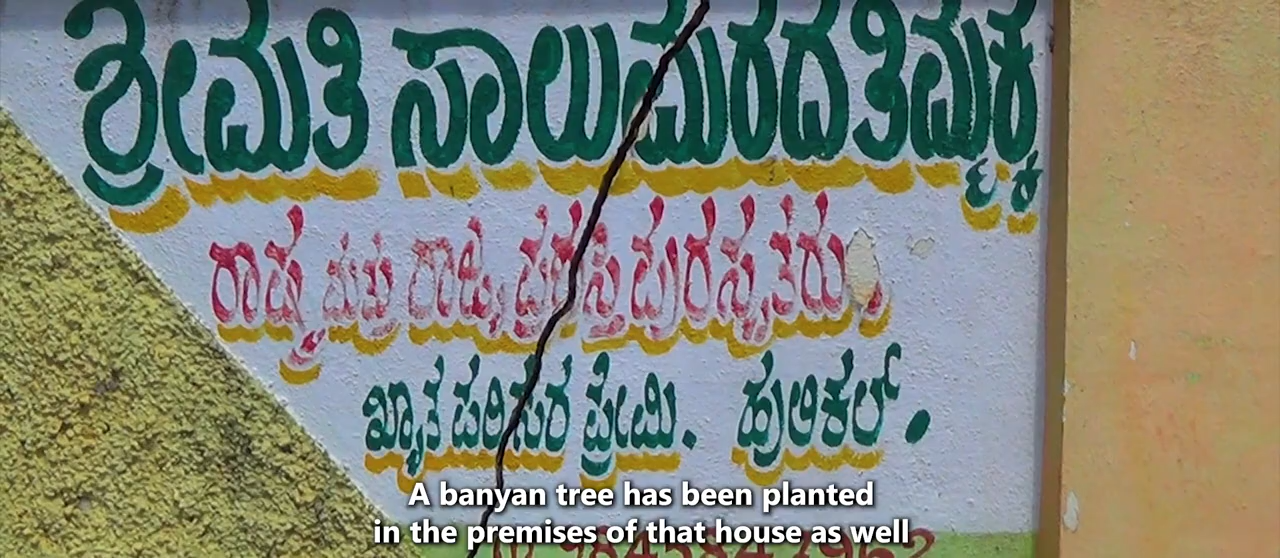 ಶ್ರೀಮತಿ ಸಾಲುಮರದ ತಿಮ್ಮಕ್ಕ
ರಾಷ್ಟ್ರ ಮತ್ತು ರಾಜ್ಯ ಪ್ರಶಸ್ತಿ ಪುರಸ್ಕೃತರು
ಖ್ಯಾತ ಪರಿಸರ ಪ್ರೇಮಿ. ಹುಲಿಕಲ್.
A banyan tree has been planted
in the premises of that house as well